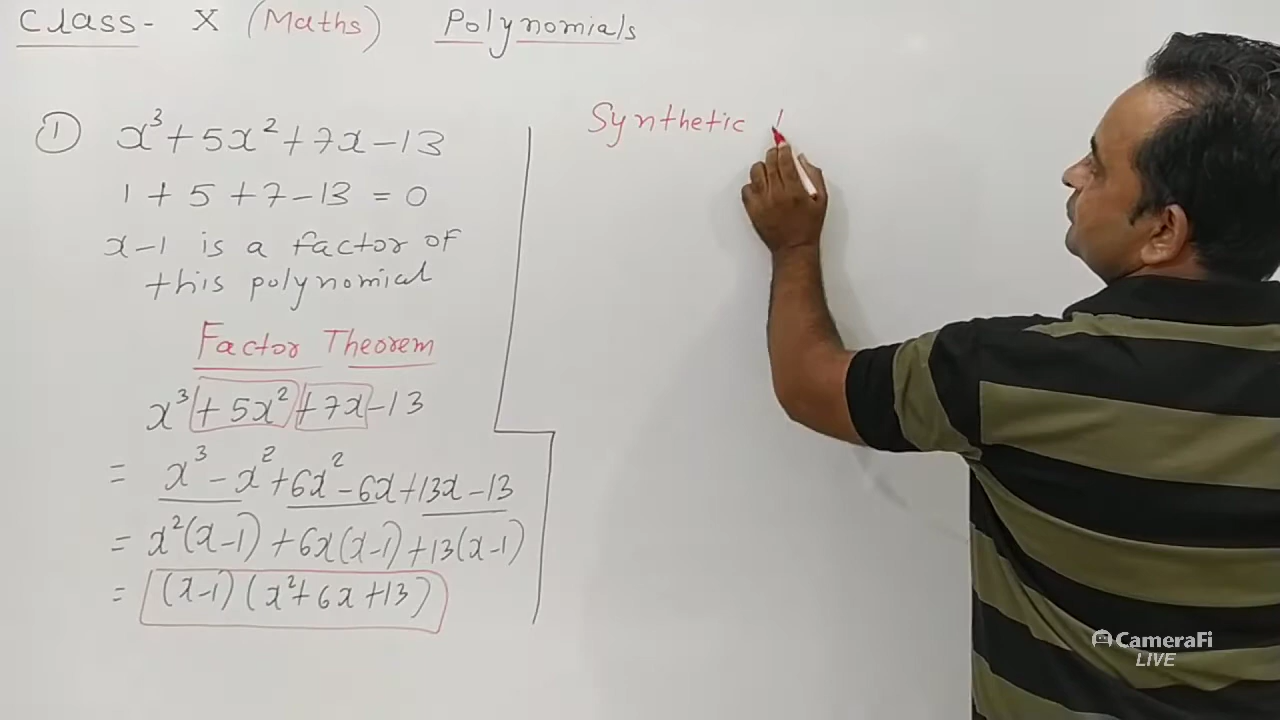 Class- X (Maths) Polynomials
① x³+5x²+7x-13
1+5+7-13=0
x-1 is a factor of
this polynomial
Factor Theorem
x³+5x²+7x-13
= x³-x²+6x²-6x+13x-13
= x²(x-1)+6x(x-1)+13(x-1)
= (x-1)(x²+6x+13)
Synthetic
CameraFi
LIVE